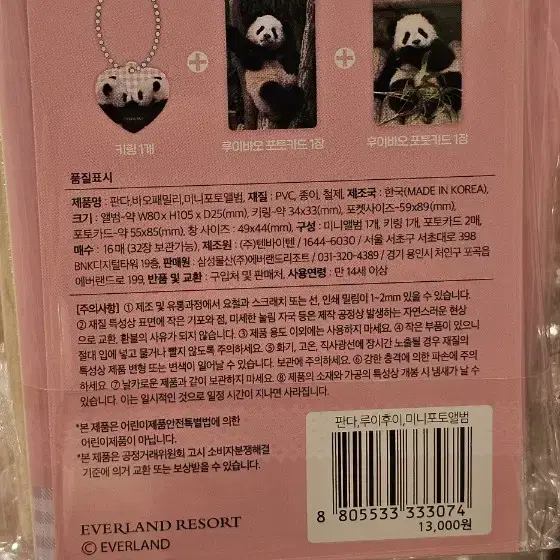 키링 1개
루이바오 포토카드 1장
후이바오 포토카드 1장
품질표시
제품명 : 판다,바오패밀리,미니포토앨범, 재질 : PVC, 종이, 철제, 제조국 : 한국(MADE IN KOREA),
크기 : 앨범-약 W80 x H105 x D25(mm), 키링-약 34x33(mm), 포켓사이즈-59x89(mm),
포토카드-약 55x85(mm), 창 사이즈 : 49x44(mm), 구성 : 미니앨범 1개, 키링 1개, 포토카드 2매,
매수 : 16매 (32장 보관가능), 제조원 : (주)텐바이텐 / 1644-6030 / 서울 서초구 서초대로 398
BNK디지털타워 19층, 판매원 : 삼성물산(주)에버랜드리조트 / 031-320-4389 / 경기 용인시 처인구 포곡읍
에버랜드로 199, 반품 및 교환 : 구입처 및 판매처, 사용연령 : 만 14세 이상
[주의사항] ① 제조 및 유통과정에서 요철과 스크래치 또는 선, 인쇄 밀림이 1~2mm 있을 수 있습니다.
② 재질 특성상 표면에 작은 기포와 점, 미세한 눌림 자국 등은 제작 공정상 발생하는 자연스러운 현상
으로 교환, 환불의 사유가 되지 않습니다. ③ 제품 용도 이외에는 사용하지 마세요. ④ 작은 부품이 있으니
절대 입에 넣고 물거나 빨지 않도록 주의하세요. ⑤ 화기, 고온, 직사광선에 장시간 노출될 경우 재질의
특성상 제품 변형 또는 변색이 일어날 수 있습니다. 보관에 주의하세요. ⑥ 강한 충격에 의한 파손에 주의
하세요. ⑦ 날카로운 제품과 같이 보관하지 마세요. ⑧ 제품의 소재와 가공의 특성상 개봉 시 냄새가 날 수
있습니다. 이는 일시적인 것으로 일정 시간이 지나면 사라집니다.
*본 제품은 어린이제품안전특별법에 의한
어린이제품이 아닙니다.
*본 제품은 공정거래위원회 고시 소비자분쟁해결
기준에 의거 교환 또는 보상받을 수 있습니다.
판다,루이후이,미니포토앨범
8 805533 333074
13,000원
EVERLAND RESORT
Ⓒ EVERLAND